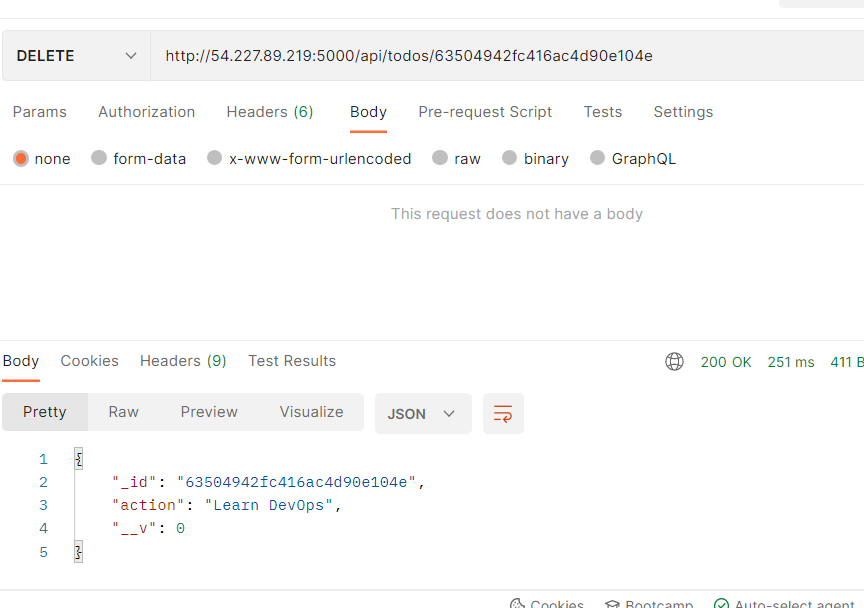 DELETE http://54.227.89.219:5000/api/todos/63504942fc416ac4d90e104e
Params Authorization Headers (6) Body Pre-request Script Tests Settings
none form-data x-www-form-urlencoded raw binary GraphQL
This request does not have a body
Body Cookies Headers (9) Test Results 200 OK 251 ms 411 B
Pretty Raw Preview Visualize JSON
1 {
2 "_id": "63504942fc416ac4d90e104e",
3 "action": "Learn DevOps",
4 "__v": 0
5 }
Cookies Bootcamp Auto-select agent